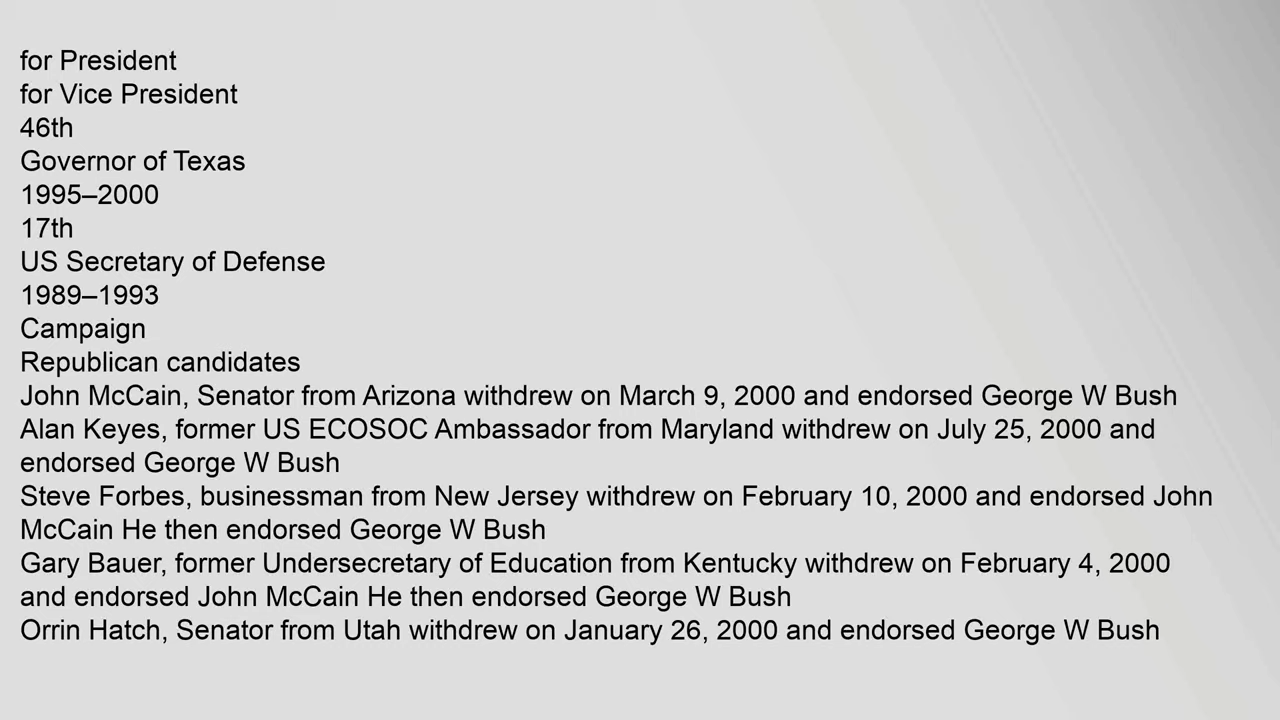 for President
for Vice President
46th
Governor of Texas
1995–2000
17th
US Secretary of Defense
1989–1993
Campaign
Republican candidates
John McCain, Senator from Arizona withdrew on March 9, 2000 and endorsed George W Bush
Alan Keyes, former US ECOSOC Ambassador from Maryland withdrew on July 25, 2000 and
endorsed George W Bush
Steve Forbes, businessman from New Jersey withdrew on February 10, 2000 and endorsed John
McCain He then endorsed George W Bush
Gary Bauer, former Undersecretary of Education from Kentucky withdrew on February 4, 2000
and endorsed John McCain He then endorsed George W Bush
Orrin Hatch, Senator from Utah withdrew on January 26, 2000 and endorsed George W Bush